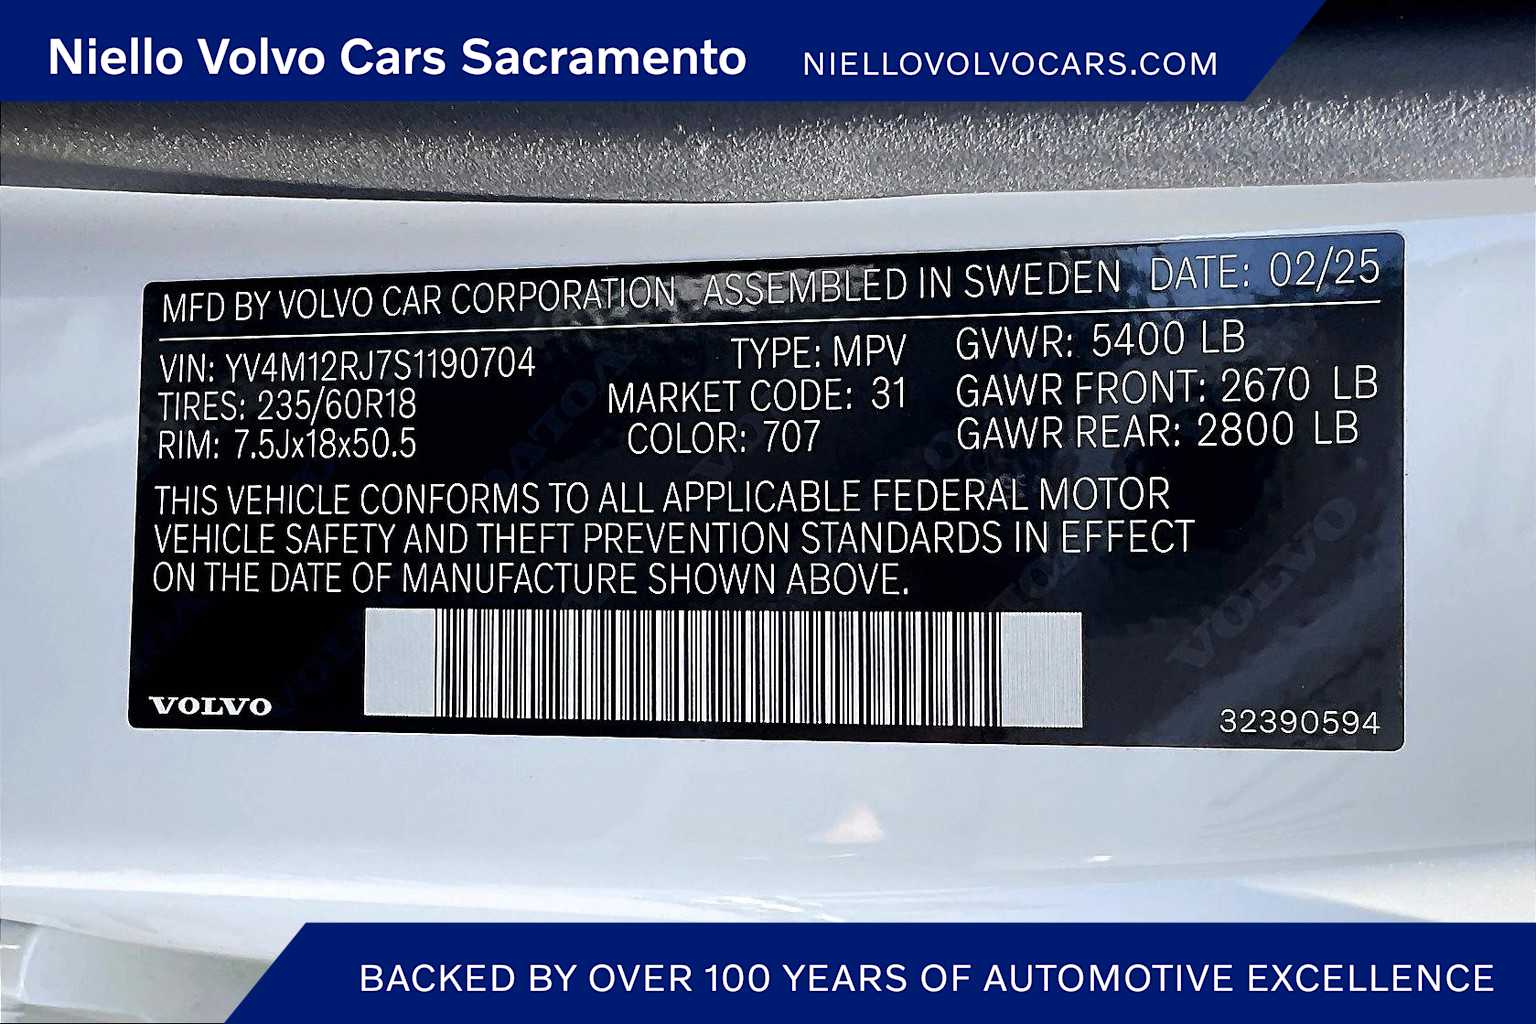 Niello Volvo Cars Sacramento NIELLOVOLVOCARS.COM
MFD BY VOLVO CAR CORPORATION ASSEMBLED IN SWEDEN DATE: 02/25
VIN: YV4M12RJ7S1190704 TYPE: MPV GVWR: 5400 LB
TIRES: 235/60R18 MARKET CODE: 31 GAWR FRONT: 2670 LB
RIM: 7.5Jx18x50.5 COLOR: 707 GAWR REAR: 2800 LB
THIS VEHICLE CONFORMS TO ALL APPLICABLE FEDERAL MOTOR
VEHICLE SAFETY AND THEFT PREVENTION STANDARDS IN EFFECT
ON THE DATE OF MANUFACTURE SHOWN ABOVE.
VOLVO
VOLVO 32390594
BACKED BY OVER 100 YEARS OF AUTOMOTIVE EXCELLENCE